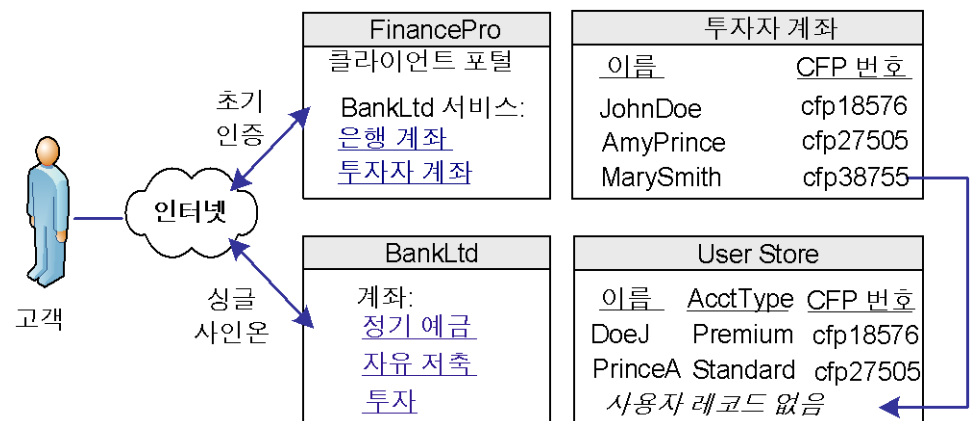 FinancePro
클라이언트 포털
BankLtd 서비스:
은행 계좌
투자자 계좌
투자자 계좌
이름 CFP 번호
JohnDoe cfp18576
AmyPrince cfp27505
MarySmith cfp38755
초기
인증
인터넷
고객
싱글
사인온
BankLtd
계좌:
정기 예금
자유 저축
투자
User Store
이름 AcctType CFP 번호
DoeJ Premium cfp18576
PrinceA Standard cfp27505
사용자 레코드 없음